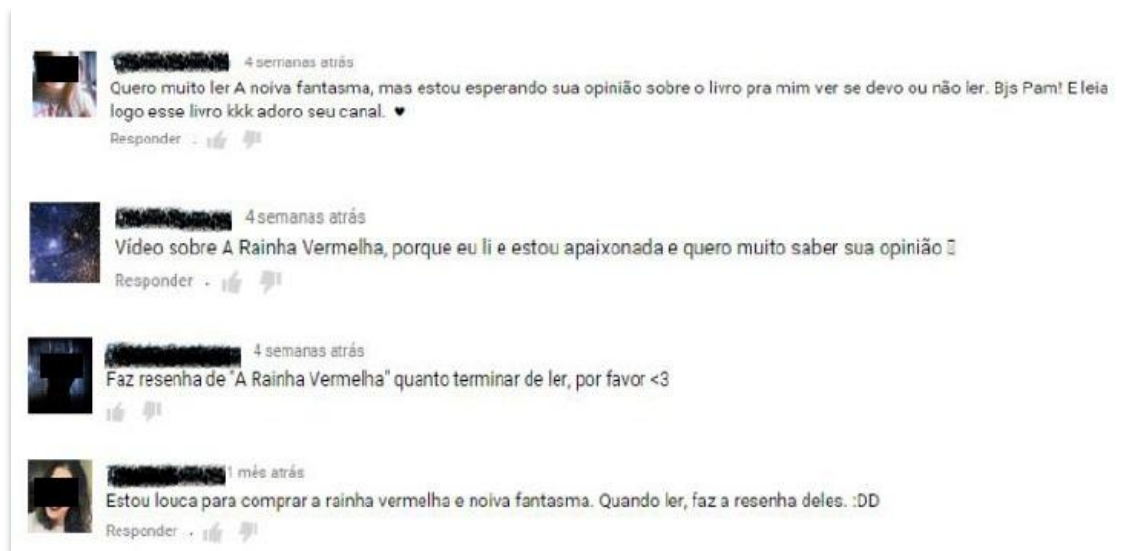 4 semanas atrás
Quero muito ler A noiva fantasma, mas estou esperando sua opinião sobre o livro pra mim ver se devo ou não ler. Bjs Pam! E leia
logo esse livro kkk adoro seu canal. ♥
Responder .
4 semanas atrás
Vídeo sobre A Rainha Vermelha, porque eu li e estou apaixonada e quero muito saber sua opinião
Responder .
4 semanas atrás
Faz resenha de "A Rainha Vermelha" quanto terminar de ler, por favor <3
1 mês atrás
Estou louca para comprar a rainha vermelha e noiva fantasma. Quando ler, faz a resenha deles. :DD
Responder .